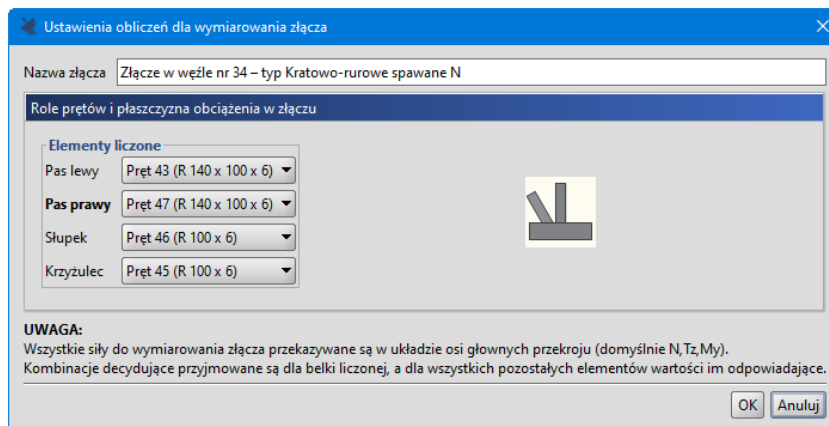 Ustawienia obliczeń dla wymiarowania złącza
Nazwa złącza Złącze w węźle nr 34 – typ Kratowo-rurowe spawane N
Role prętów i płaszczyzna obciążenia w złączu
Elementy liczone
Pas lewy Pręt 43 (R 140 x 100 x 6)
Pas prawy Pręt 47 (R 140 x 100 x 6)
Słupek Pręt 46 (R 100 x 6)
Krzyżulec Pręt 45 (R 100 x 6)
UWAGA:
Wszystkie siły do wymiarowania złącza przekazywane są w układzie osi głownych przekroju (domyślnie N,Tz,My).
Kombinacje decydujące przyjmowane są dla belki liczonej, a dla wszystkich pozostałych elementów wartości im odpowiadające.
OK Anuluj